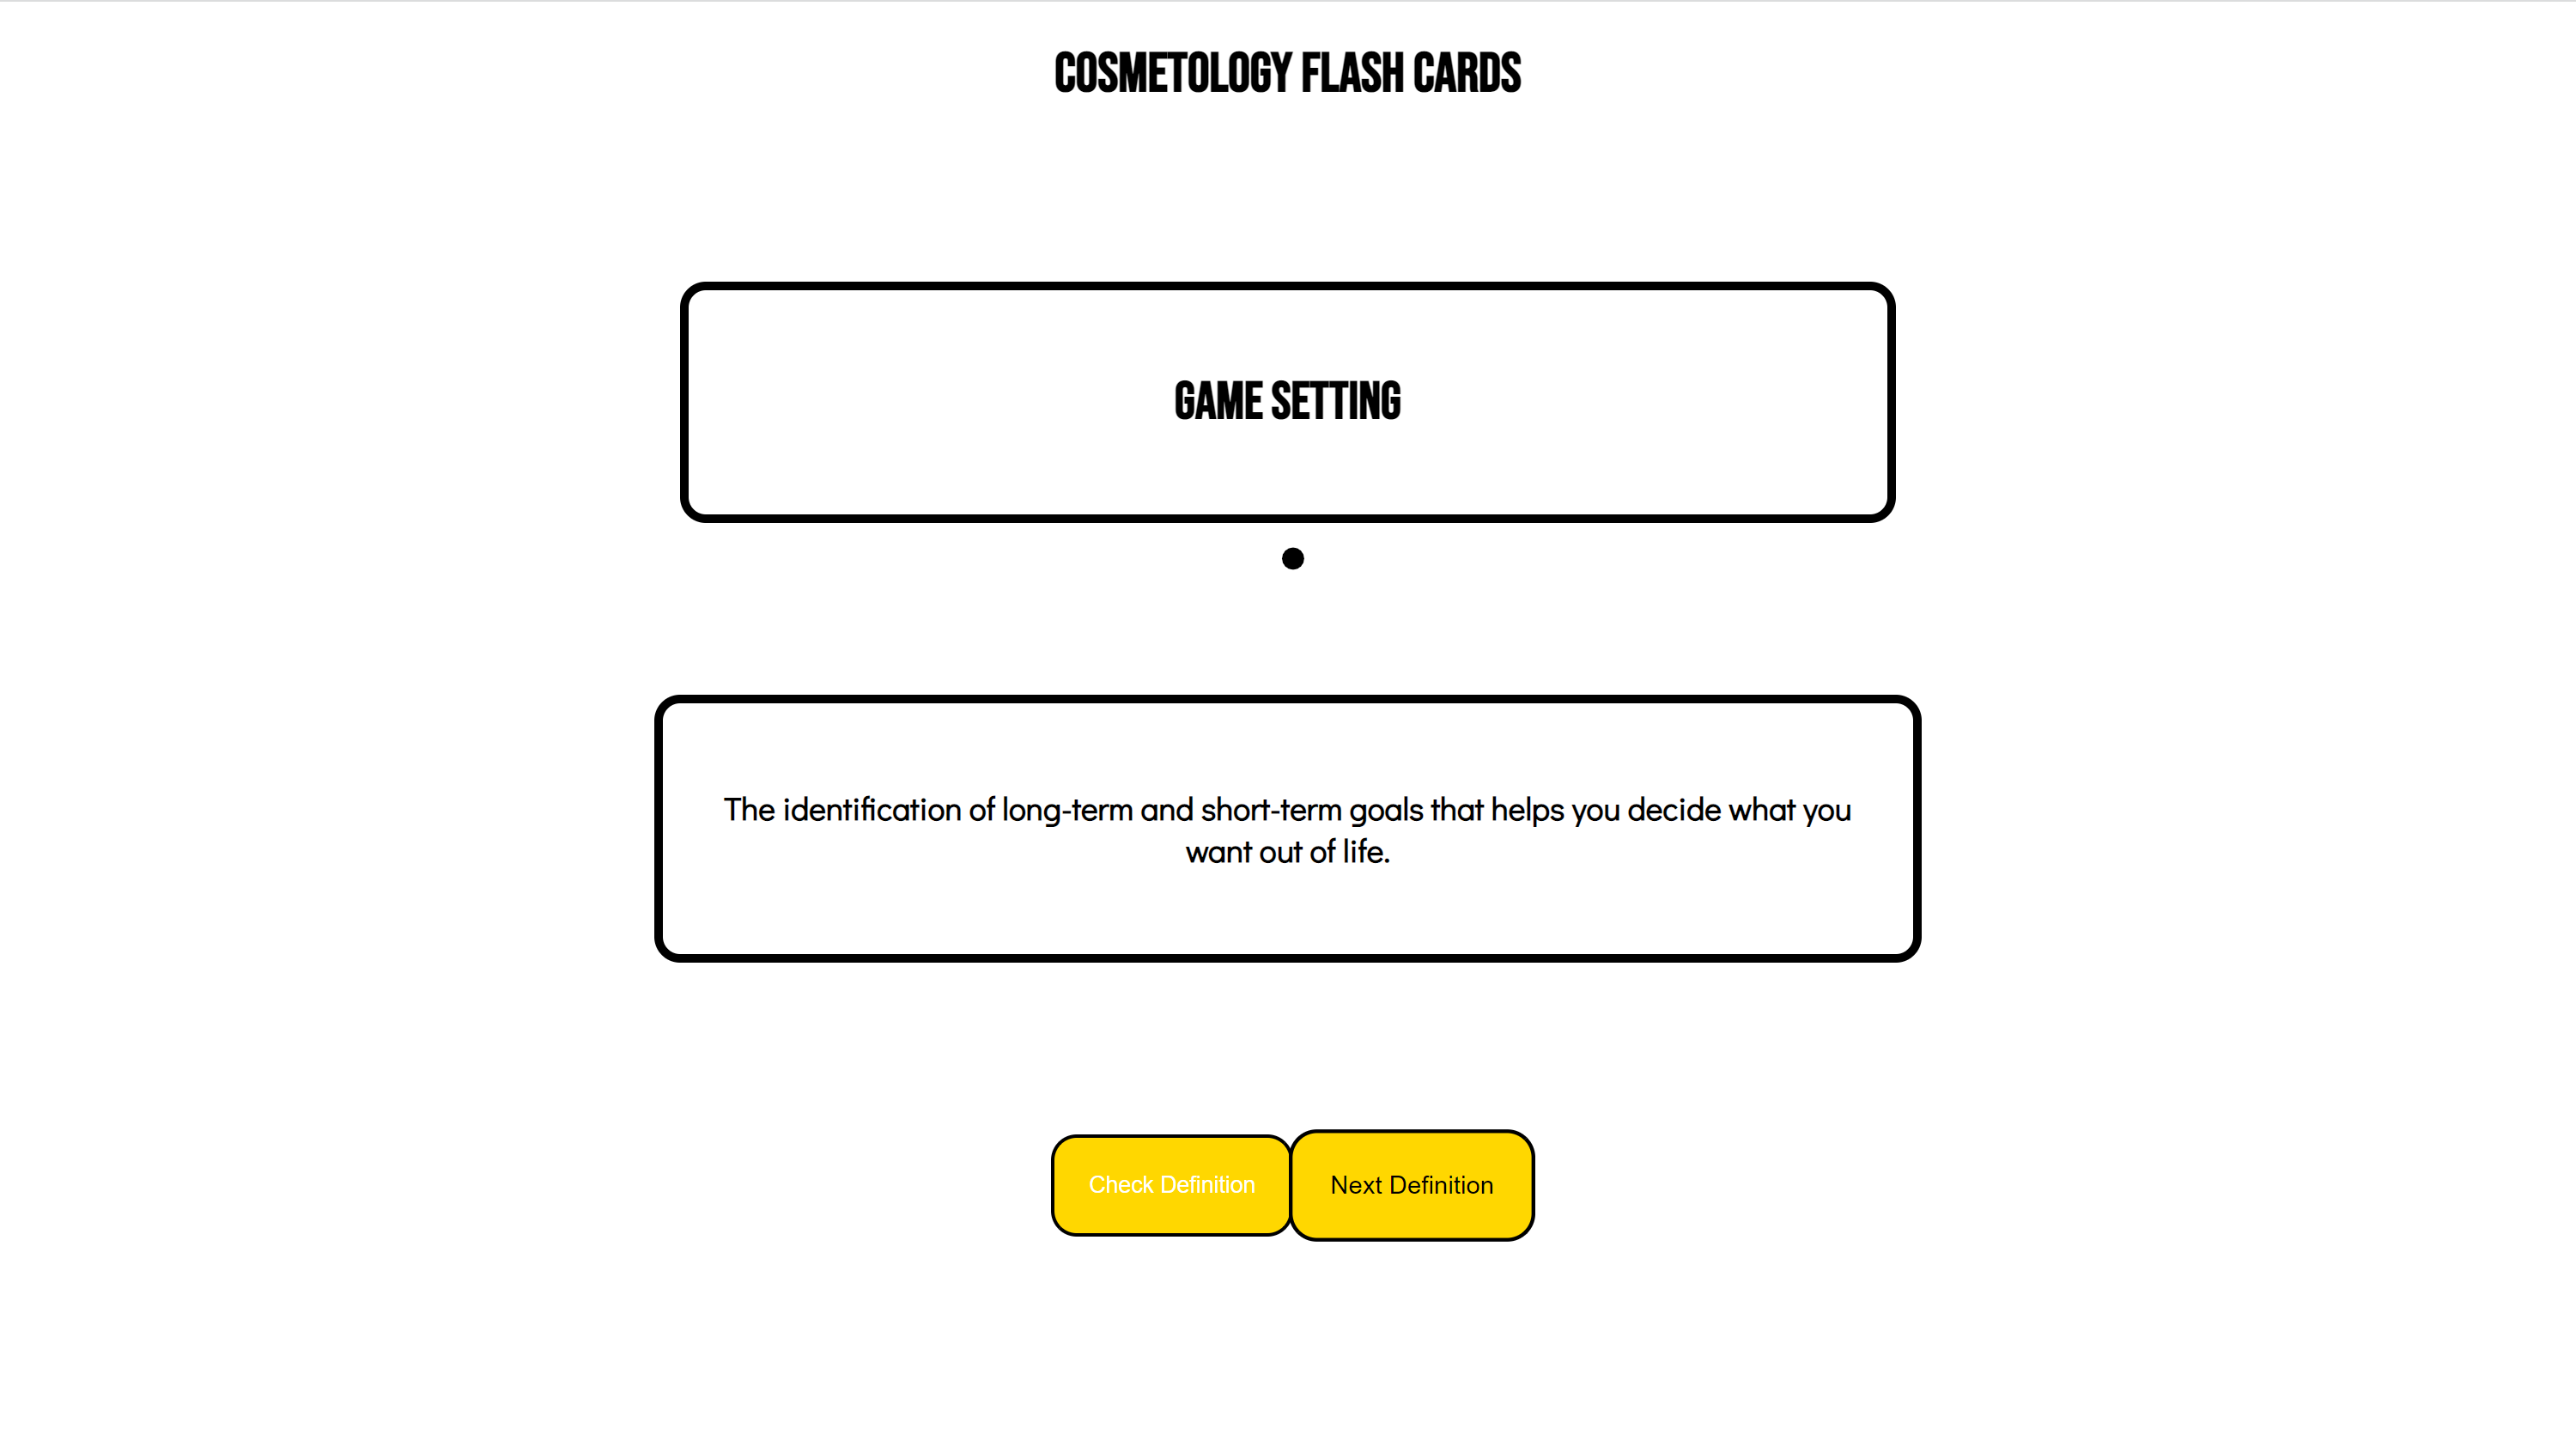 COSMETOLOGY FLASH CARDS
GAME SETTING
The identification of long-term and short-term goals that helps you decide what you
want out of life.
Check Definition
Next Definition